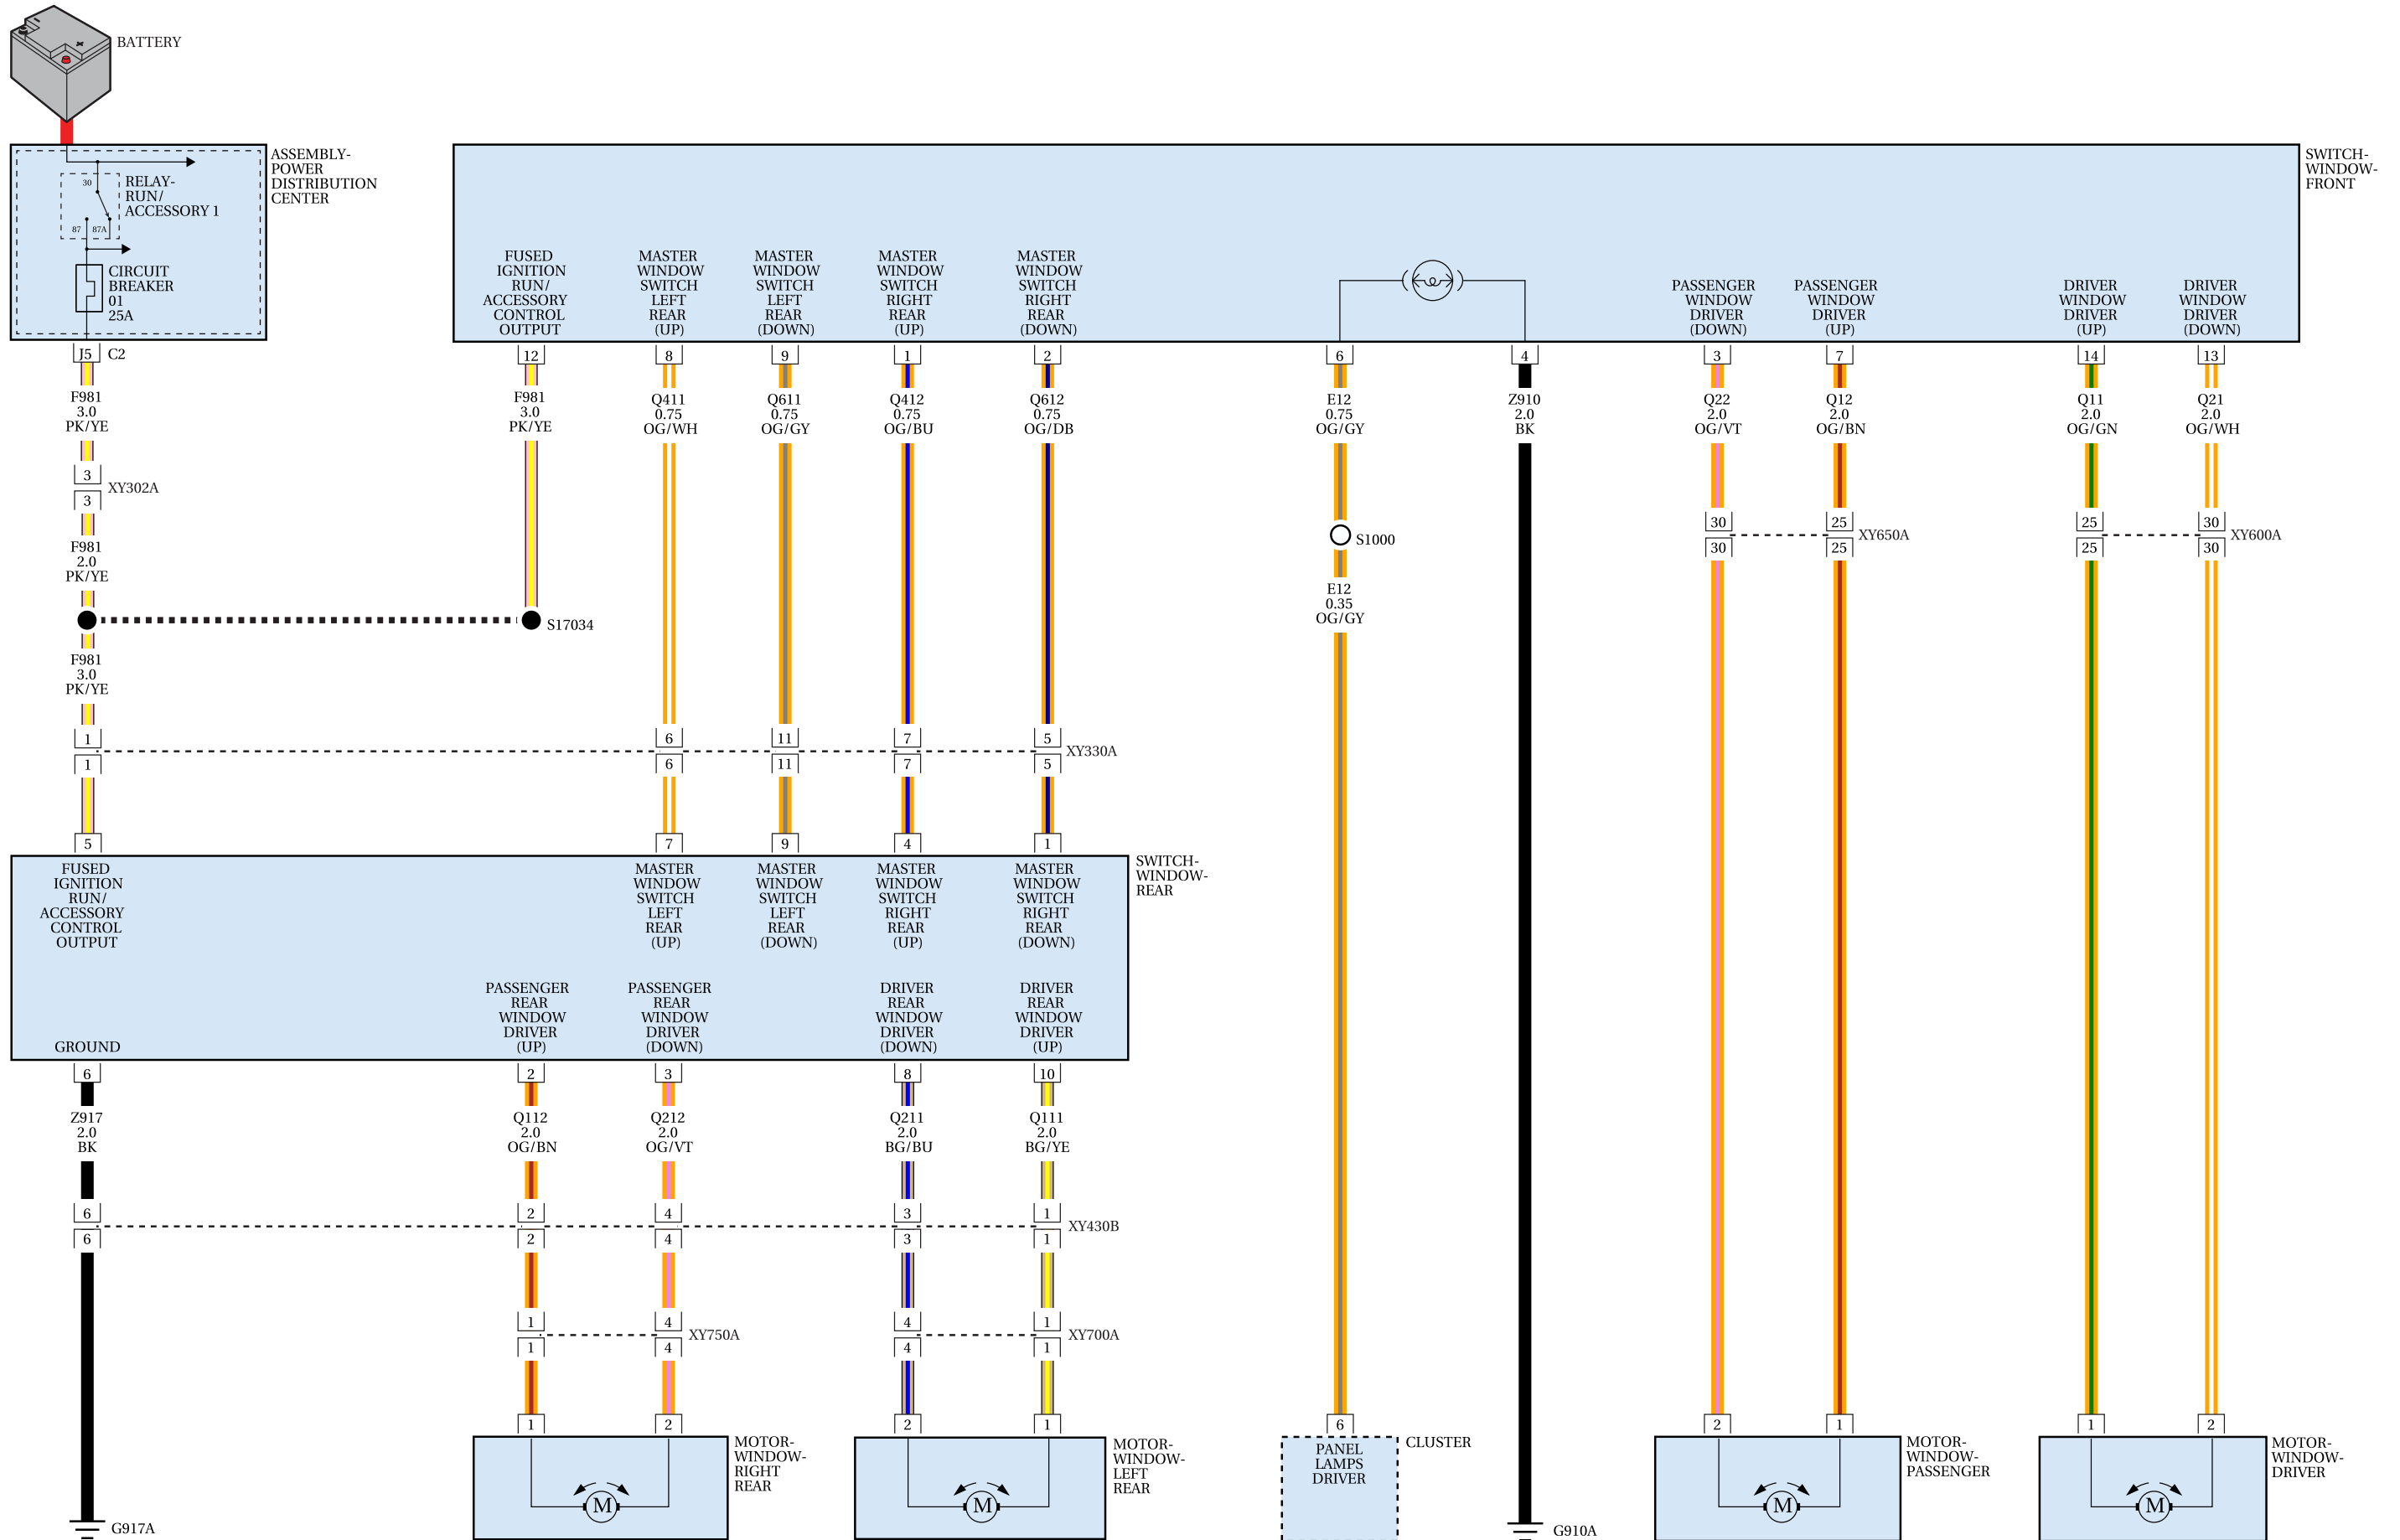 BATTERY
ASSEMBLY-
POWER
DISTRIBUTION
CENTER
30
RELAY-
RUN/
ACCESSORY 1
87 87A
CIRCUIT
BREAKER
01
25A
J5 C2
SWITCH-
WINDOW-
FRONT
FUSED
IGNITION
RUN/
ACCESSORY
CONTROL
OUTPUT
MASTER
WINDOW
SWITCH
LEFT
REAR
(UP)
MASTER
WINDOW
SWITCH
LEFT
REAR
(DOWN)
MASTER
WINDOW
SWITCH
RIGHT
REAR
(UP)
MASTER
WINDOW
SWITCH
RIGHT
REAR
(DOWN)
PASSENGER
WINDOW
DRIVER
(DOWN)
PASSENGER
WINDOW
DRIVER
(UP)
DRIVER
WINDOW
DRIVER
(UP)
DRIVER
WINDOW
DRIVER
(DOWN)
12 8 9 1 2 6 4 3 7 14 13
F981
3.0
PK/YE
F981
3.0
PK/YE
Q411
0.75
OG/WH
Q611
0.75
OG/GY
Q412
0.75
OG/BU
Q612
0.75
OG/DB
E12
0.75
OG/GY
Z910
2.0
BK
Q22
2.0
OG/VT
Q12
2.0
OG/BN
Q11
2.0
OG/GN
Q21
2.0
OG/WH
3
XY302A
3
30 25
XY650A
30 25
25 30
XY600A
25 30
S1000
F981
2.0
PK/YE
E12
0.35
OG/GY
S17034
F981
3.0
PK/YE
1 6 11 7 5
XY330A
1 6 11 7 5
5 7 9 4 1
SWITCH-
WINDOW-
REAR
FUSED
IGNITION
RUN/
ACCESSORY
CONTROL
OUTPUT
MASTER
WINDOW
SWITCH
LEFT
REAR
(UP)
MASTER
WINDOW
SWITCH
LEFT
REAR
(DOWN)
MASTER
WINDOW
SWITCH
RIGHT
REAR
(UP)
MASTER
WINDOW
SWITCH
RIGHT
REAR
(DOWN)
GROUND
PASSENGER
REAR
WINDOW
DRIVER
(UP)
PASSENGER
REAR
WINDOW
DRIVER
(DOWN)
DRIVER
REAR
WINDOW
DRIVER
(DOWN)
DRIVER
REAR
WINDOW
DRIVER
(UP)
6 2 3 8 10
Z917
2.0
BK
Q112
2.0
OG/BN
Q212
2.0
OG/VT
Q211
2.0
BG/BU
Q111
2.0
BG/YE
6 2 4 3 1
XY430B
6 2 4 3 1
1 4
XY750A
1 4
4 1
XY700A
4 1
1 2 2 1 6 2 1 1 2
MOTOR-
WINDOW-
RIGHT
REAR
M
MOTOR-
WINDOW-
LEFT
REAR
M
PANEL
LAMPS
DRIVER
CLUSTER
MOTOR-
WINDOW-
PASSENGER
M
MOTOR-
WINDOW-
DRIVER
M
G917A
G910A